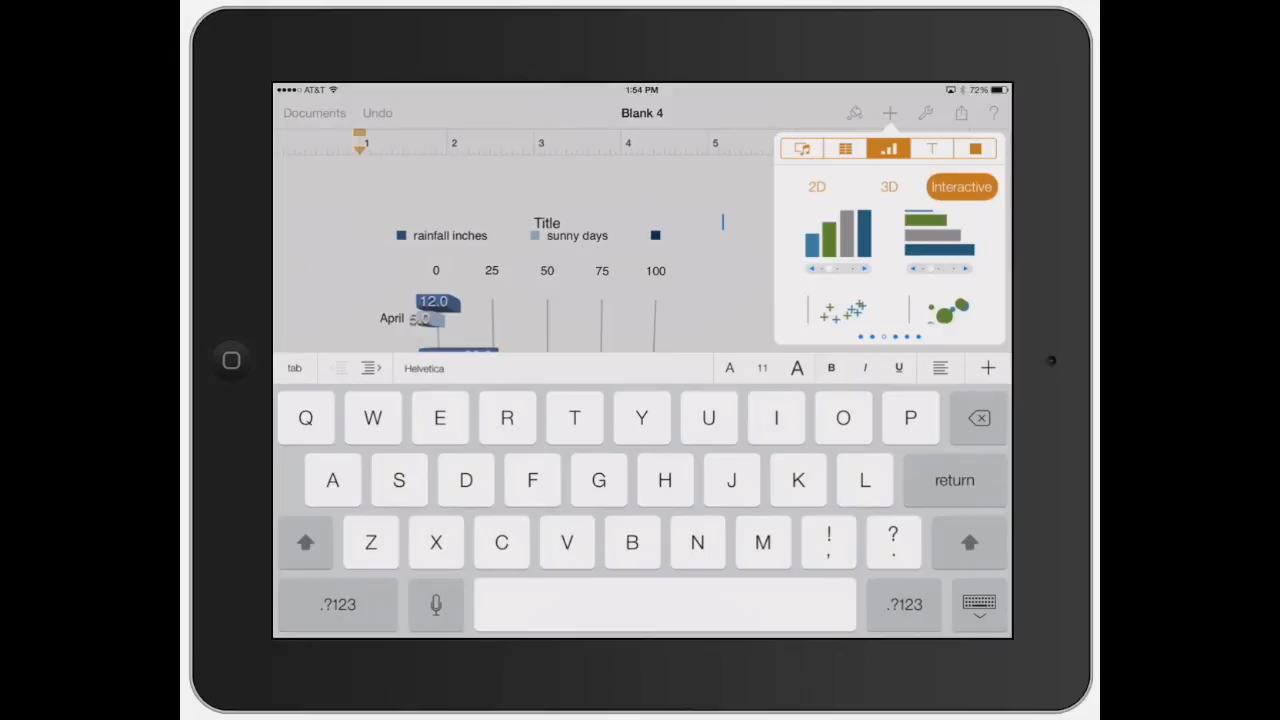 AT&T 1:54 PM 72%
Documents Undo Blank 4 ?
1 2 3 4 5
2D 3D Interactive
Title
rainfall inches sunny days
0 25 50 75 100
12.0
April
tab Helvetica A 11 A B I U
Q W E R T Y U I O P
A S D F G H J K L return
Z X C V B N M ! , ? .
.?123 .?123